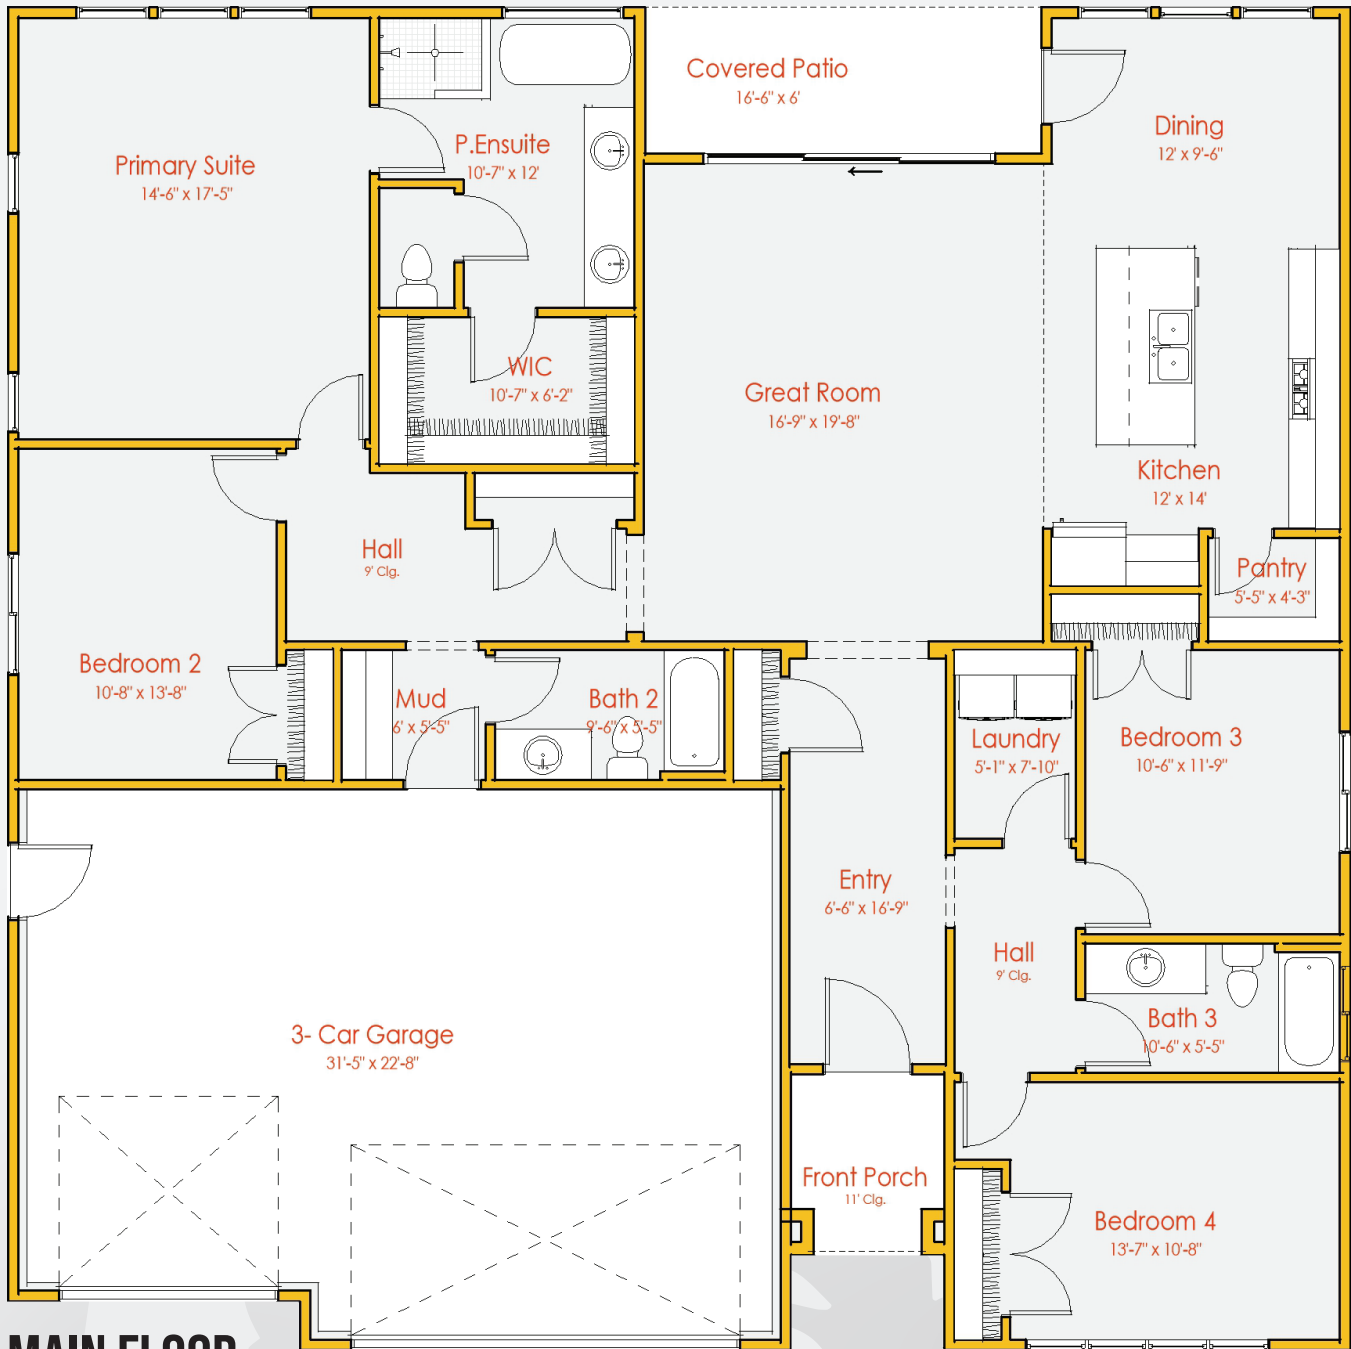 Covered Patio
16'-6" x 6'
Dining
12' x 9'-6"
P.Ensuite
10'-7" x 12'
Primary Suite
14'-6" x 17'-5"
WIC
10'-7" x 6'-2"
Great Room
16'-9" x 19'-8"
Kitchen
12' x 14'
Hall
9' Clg.
Pantry
5'-5" x 4'-3"
Bedroom 2
10'-8" x 13'-8"
Mud
6' x 5'-5"
Bath 2
9'-6" x 5'-5"
Laundry
5'-1" x 7'-10"
Bedroom 3
10'-6" x 11'-9"
Entry
6'-6" x 16'-9"
Hall
9' Clg.
Bath 3
10'-6" x 5'-5"
3- Car Garage
31'-5" x 22'-8"
Front Porch
11' Clg.
Bedroom 4
13'-7" x 10'-8"
MAIN FLOOR